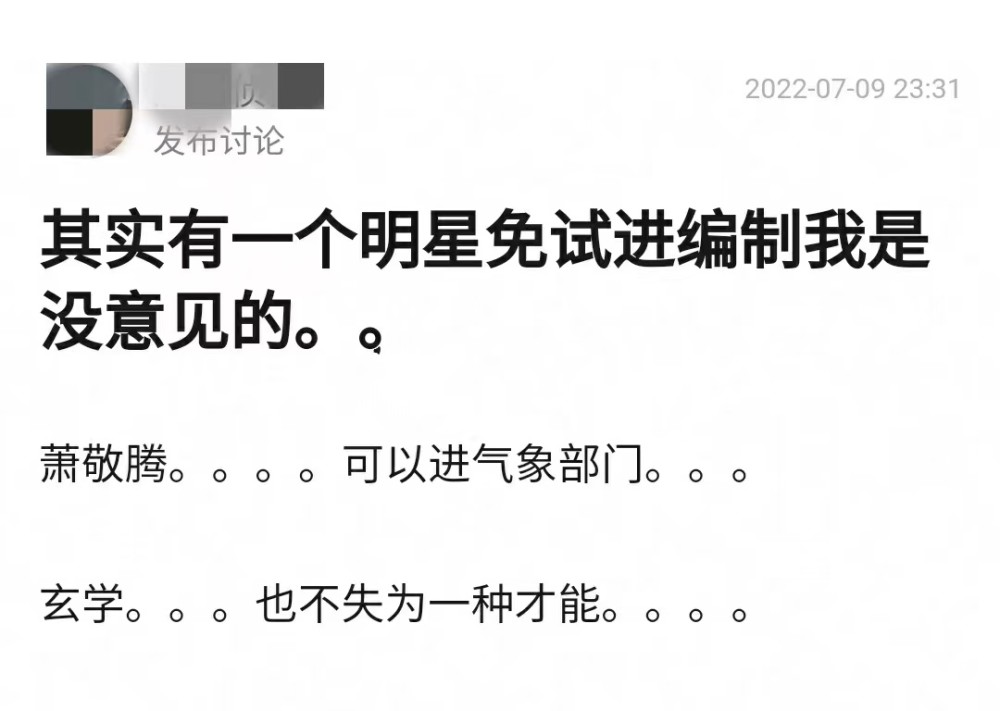 2022-07-09 23:31
发布讨论
其实有一个明星免试进编制我是
没意见的。。
萧敬腾。。。。可以进气象部门。。。
玄学。。。也不失为一种才能。。。。